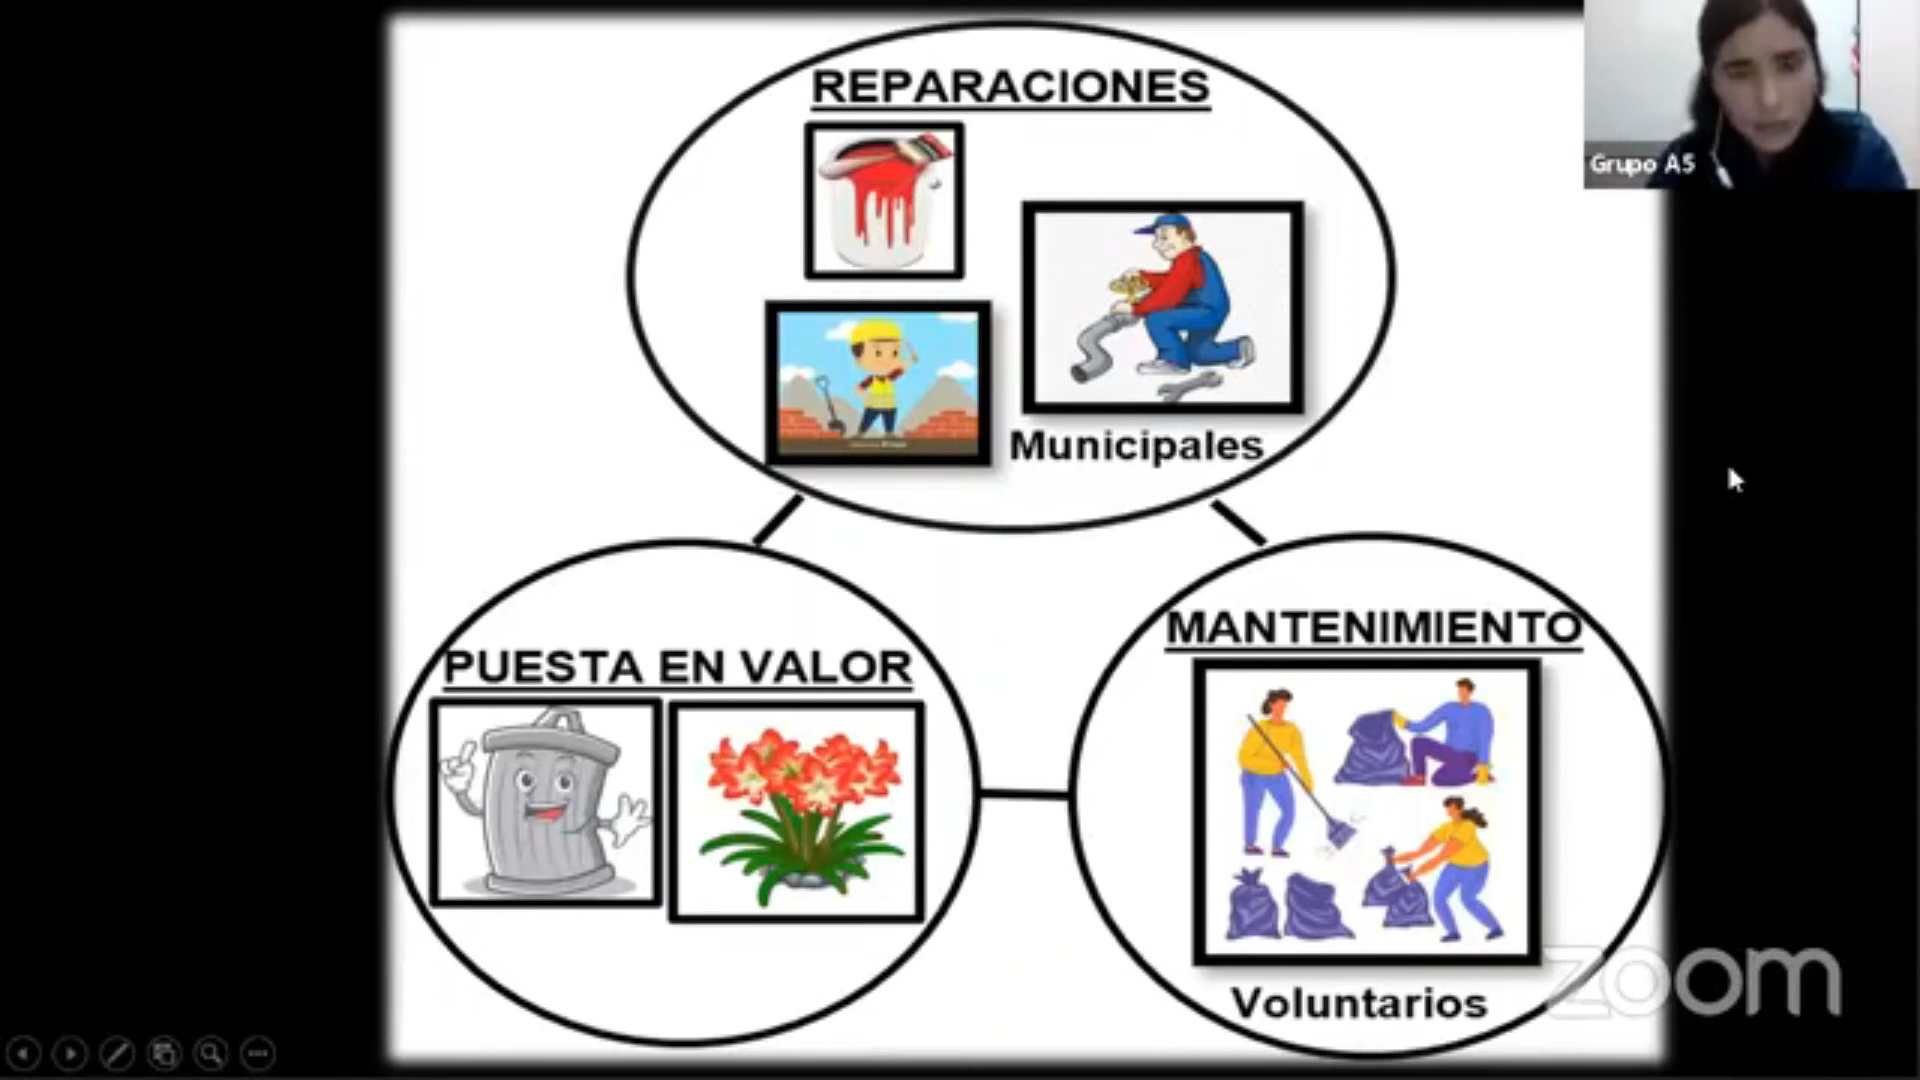 REPARACIONES
Grupo A5
Municipales
PUESTA EN VALOR
MANTENIMIENTO
Voluntarios
zoom